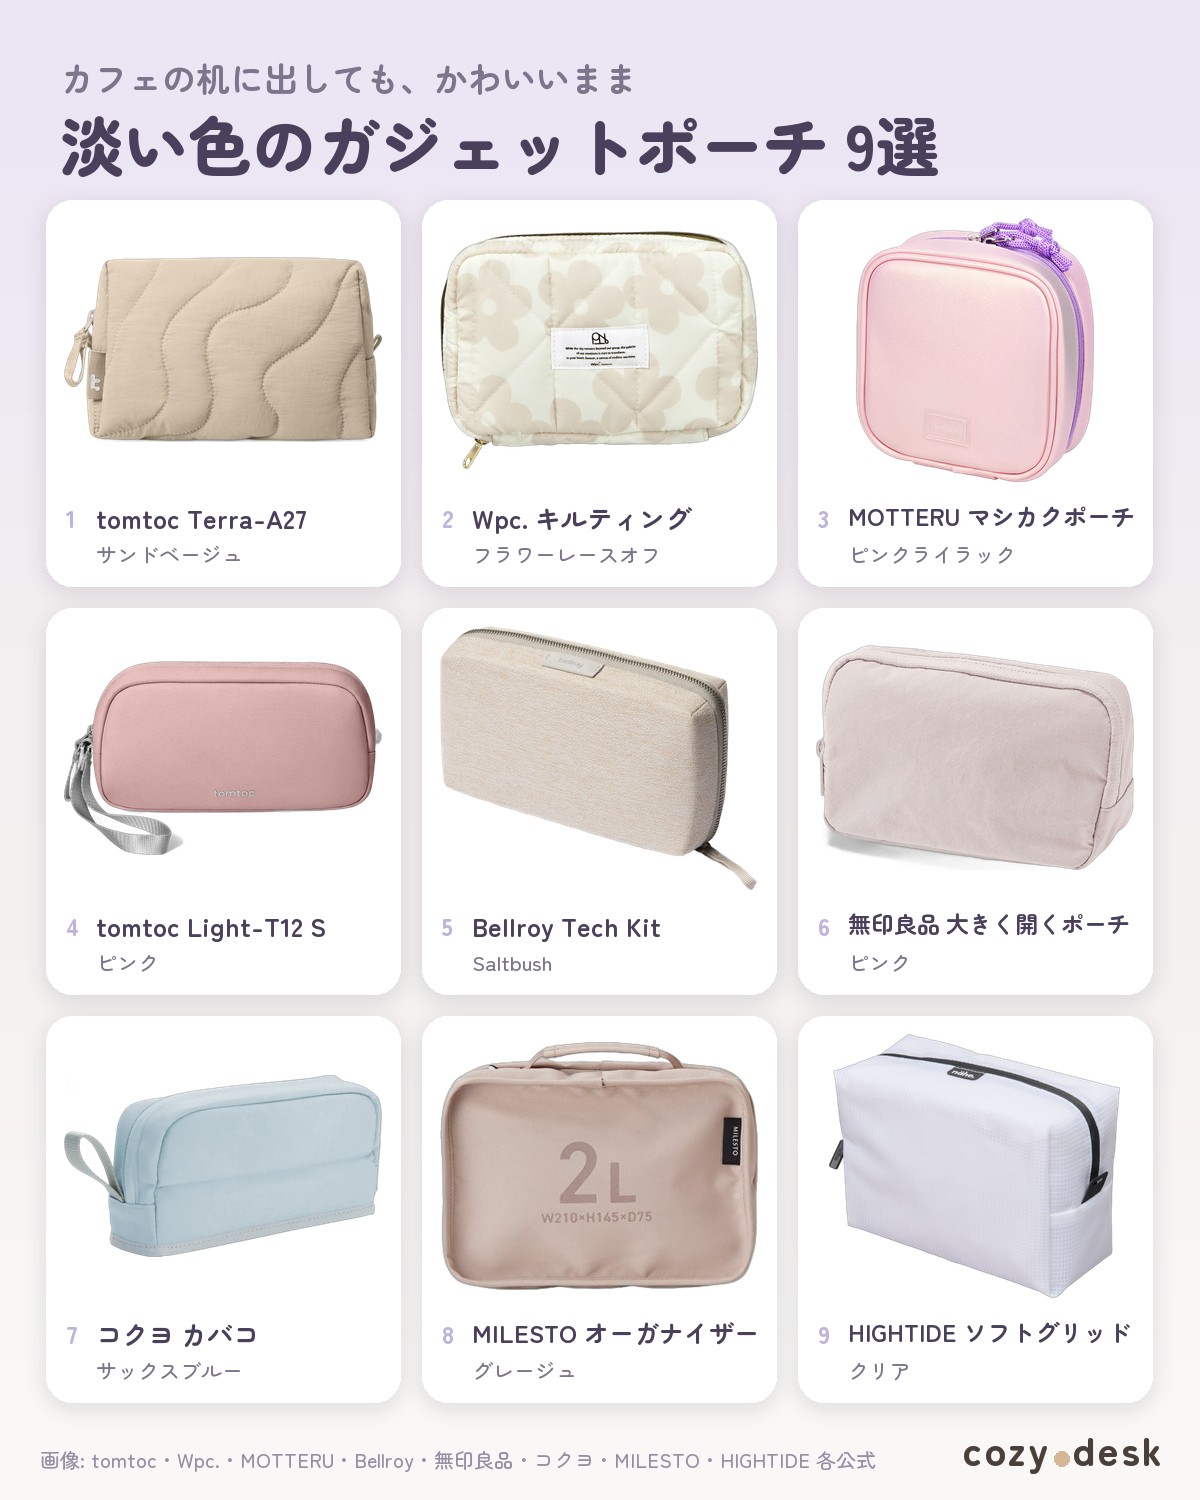 カフェの机に出しても、かわいいまま
淡い色のガジェットポーチ 9選
tomtoc
1 tomtoc Terra-A27
サンドベージュ
2 Wpc. キルティング
フラワーレースオフ
3 MOTTERU マシカクポーチ
ピンクライラック
tomtoc
bellroy
4 tomtoc Light-T12 S
ピンク
5 Bellroy Tech Kit
Saltbush
6 無印良品 大きく開くポーチ
ピンク
MILESTO
2L
W210×H145×D75
nähe.
7 コクヨ カバコ
サックスブルー
8 MILESTO オーガナイザー
グレージュ
9 HIGHTIDE ソフトグリッド
クリア
画像: tomtoc・Wpc.・MOTTERU・Bellroy・無印良品・コクヨ・MILESTO・HIGHTIDE 各公式
cozy desk